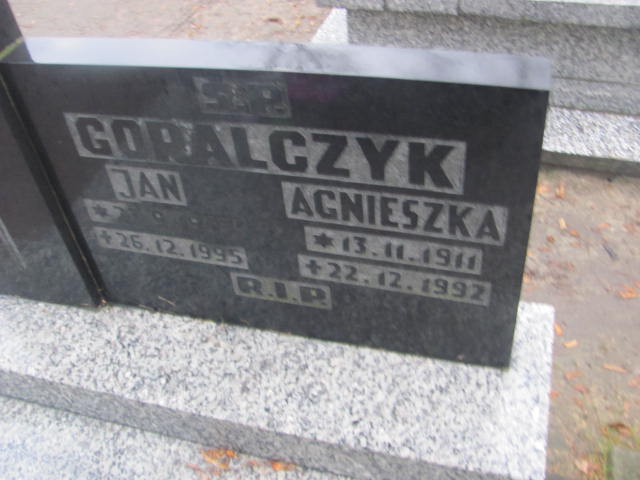 Ś.P.
GORALCZYK
JAN
+26.12.1995
AGNIESZKA
*13.11.1911
+22.12.1992
R.I.P.